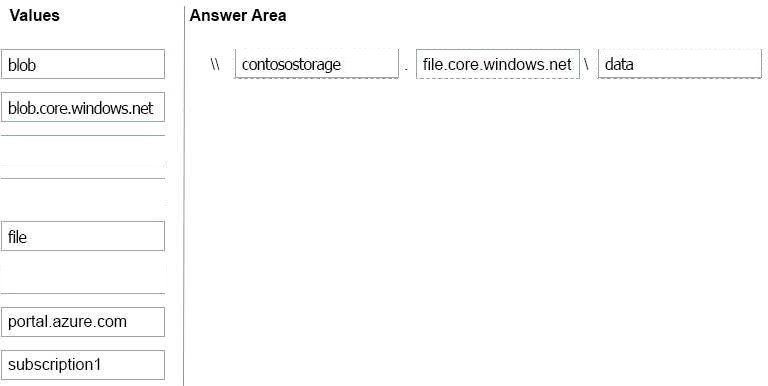 Values
Answer Area
blob
\\ contosostorage . file.core.windows.net \ data
blob.core.windows.net
file
portal.azure.com
subscription1